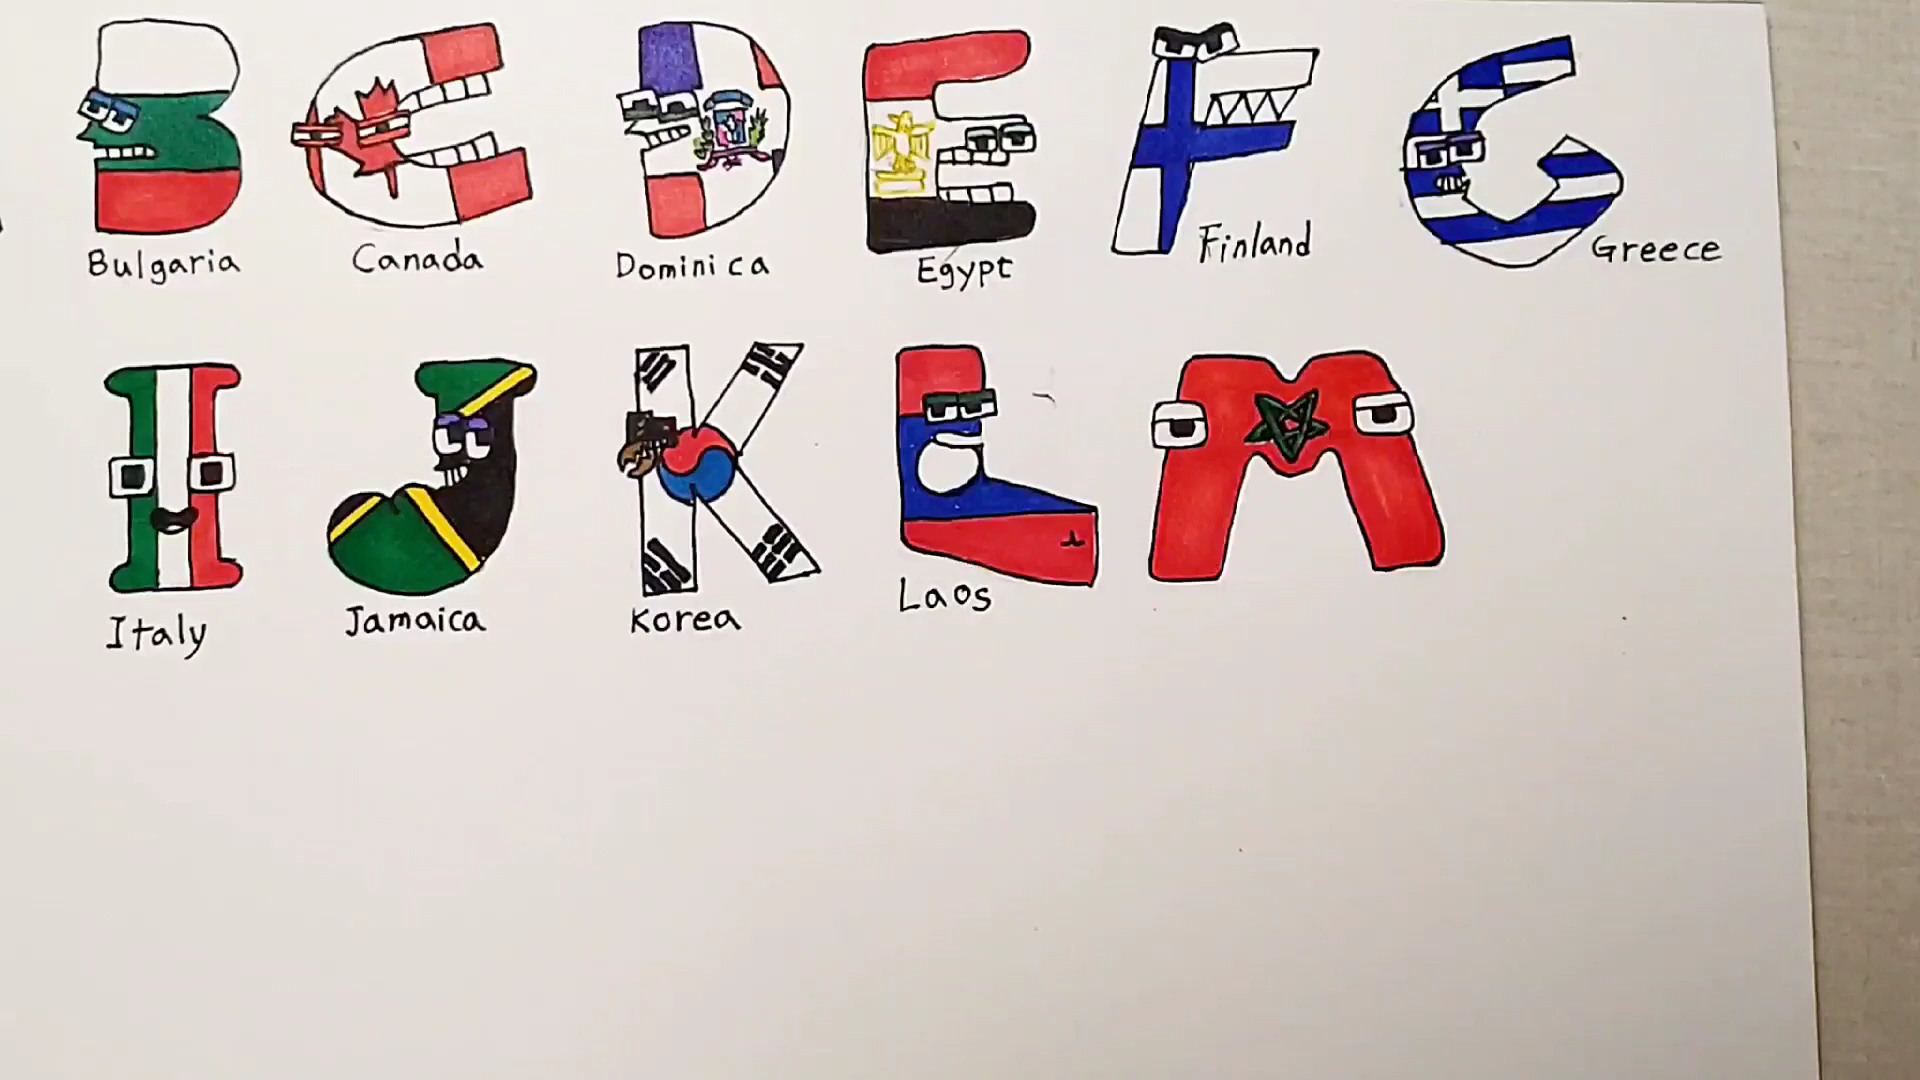 Bulgaria
Canada
Dominica
Egypt
Finland
Greece
Italy
Jamaica
Korea
Laos